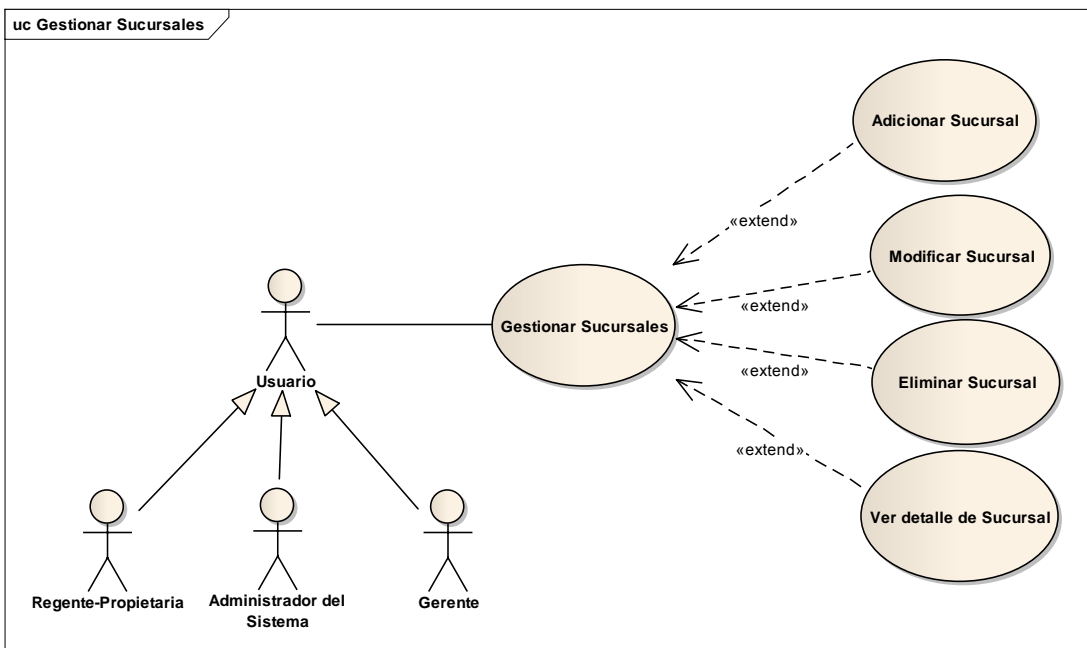 uc Gestionar Sucursales
Adicionar Sucursal
«extend»
Modificar Sucursal
«extend»
Gestionar Sucursales
«extend»
Eliminar Sucursal
Usuario
«extend»
Ver detalle de Sucursal
Regente-Propietaria
Administrador del
Sistema
Gerente